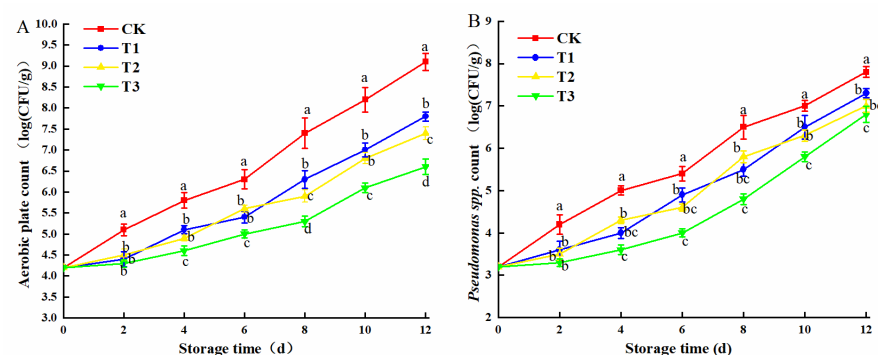 A
10.0
9.5
9.0
8.5
8.0
7.5
7.0
6.5
6.0
5.5
5.0
4.5
4.0
3.5
3.0
Aerobic plate count (log(CFU/g))
CK
T1
T2
T3
a
a
a
a
a
a
b
b
b
b
b
b
b
b
b
c
b
c
b
b
c
c
d
b
c
b
c
d
0 2 4 6 8 10 12
Storage time (d)
B
9
8
7
6
5
4
3
2
Pseudomonas spp. count (log(CFU/g))
CK
T1
T2
T3
a
a
a
a
a
a
b
b
b
b
bc
c
b
bc
c
b
bc
c
b
b
c
b
bc
c
0 2 4 6 8 10 12
Storage time (d)